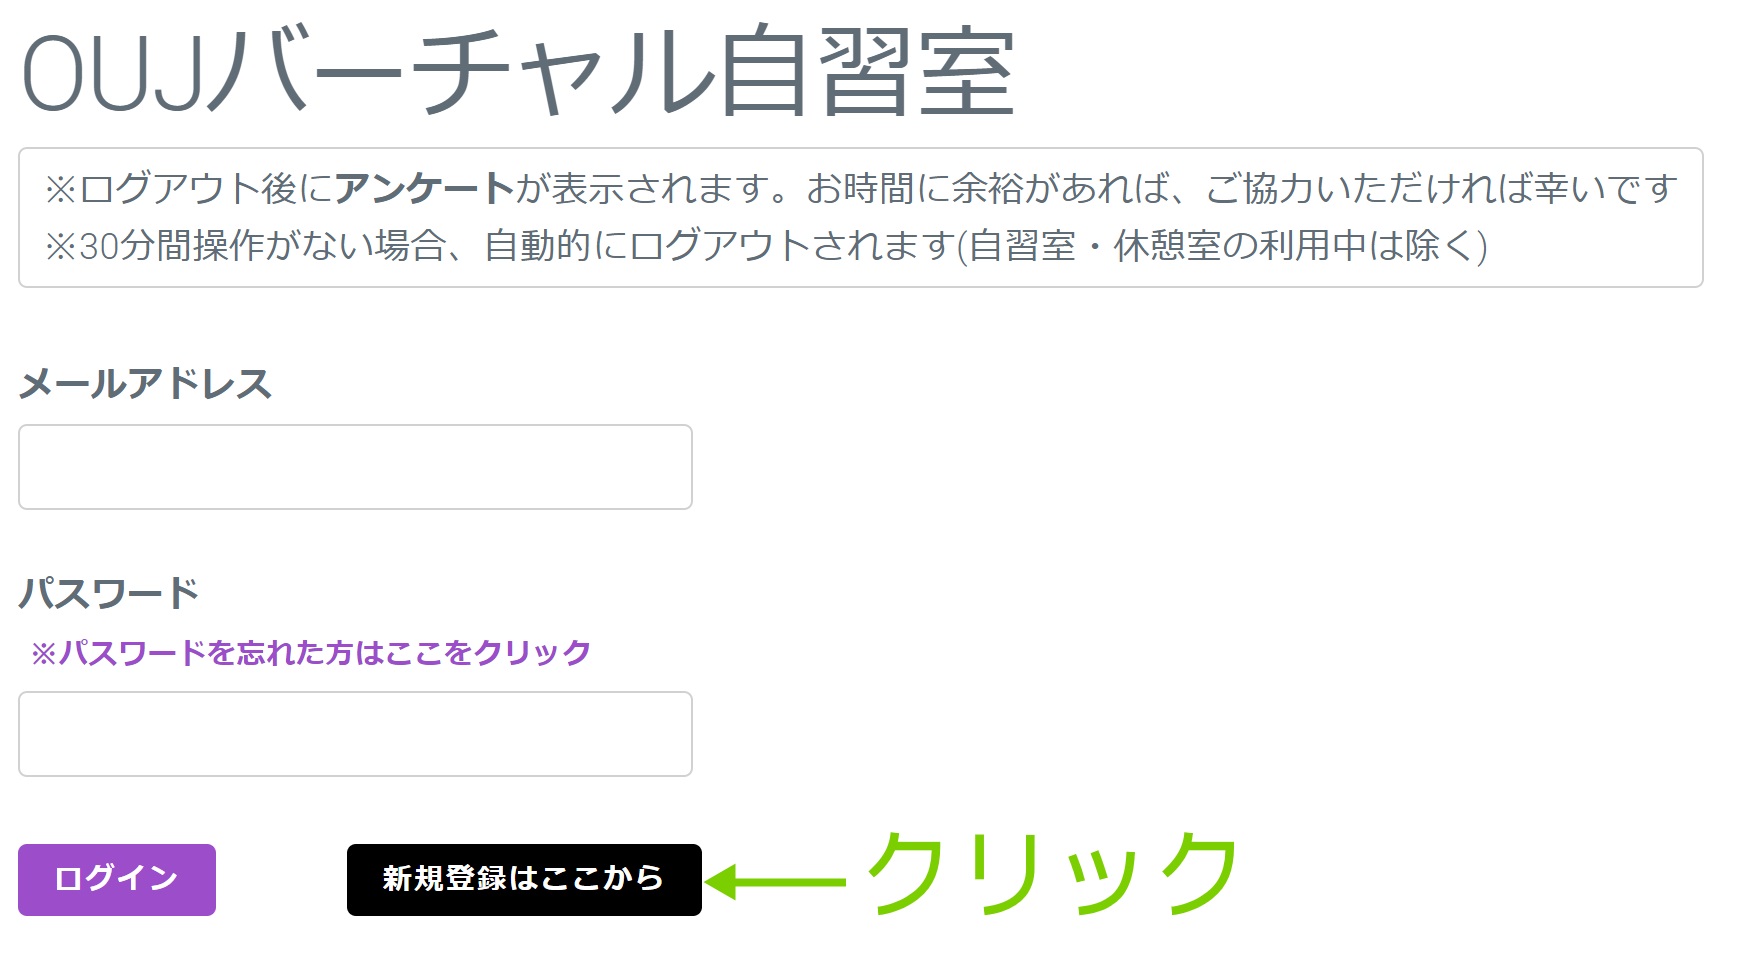 OUJバーチャル自習室
※ログアウト後にアンケートが表示されます。お時間に余裕があれば、ご協力いただければ幸いです
※30分間操作がない場合、自動的にログアウトされます(自習室・休憩室の利用中は除く)
メールアドレス
パスワード
※パスワードを忘れた方はここをクリック
ログイン
新規登録はここから
クリック